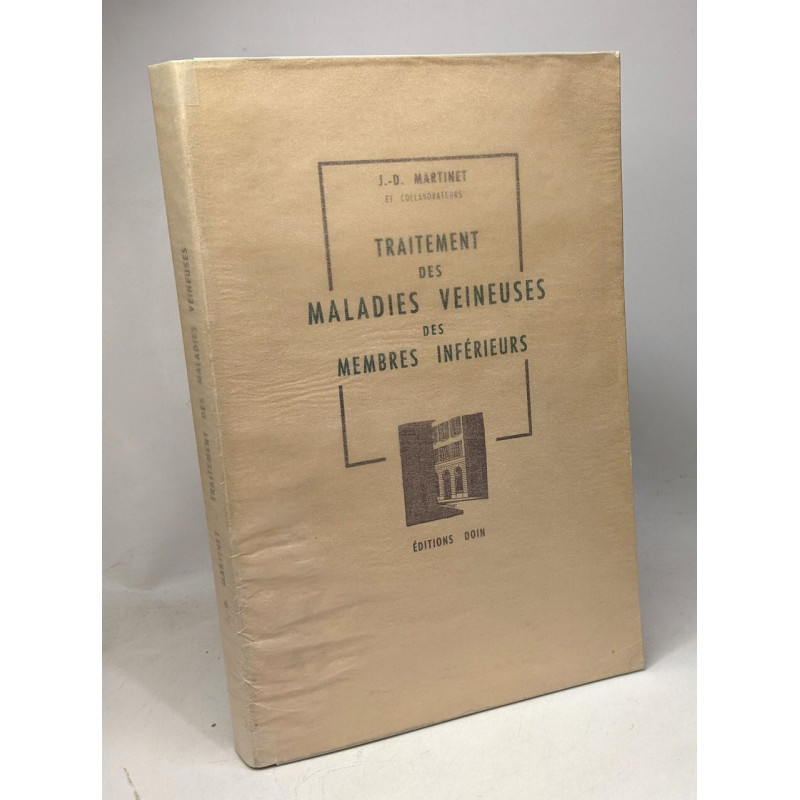 J.-D. MARTINET
ET COLLABORATEURS
TRAITEMENT
DES
MALADIES VEINEUSES
DES
MEMBRES INFÉRIEURS
ÉDITIONS DOIN
MARTINET TRAITEMENT DES MALADIES VEINEUSES